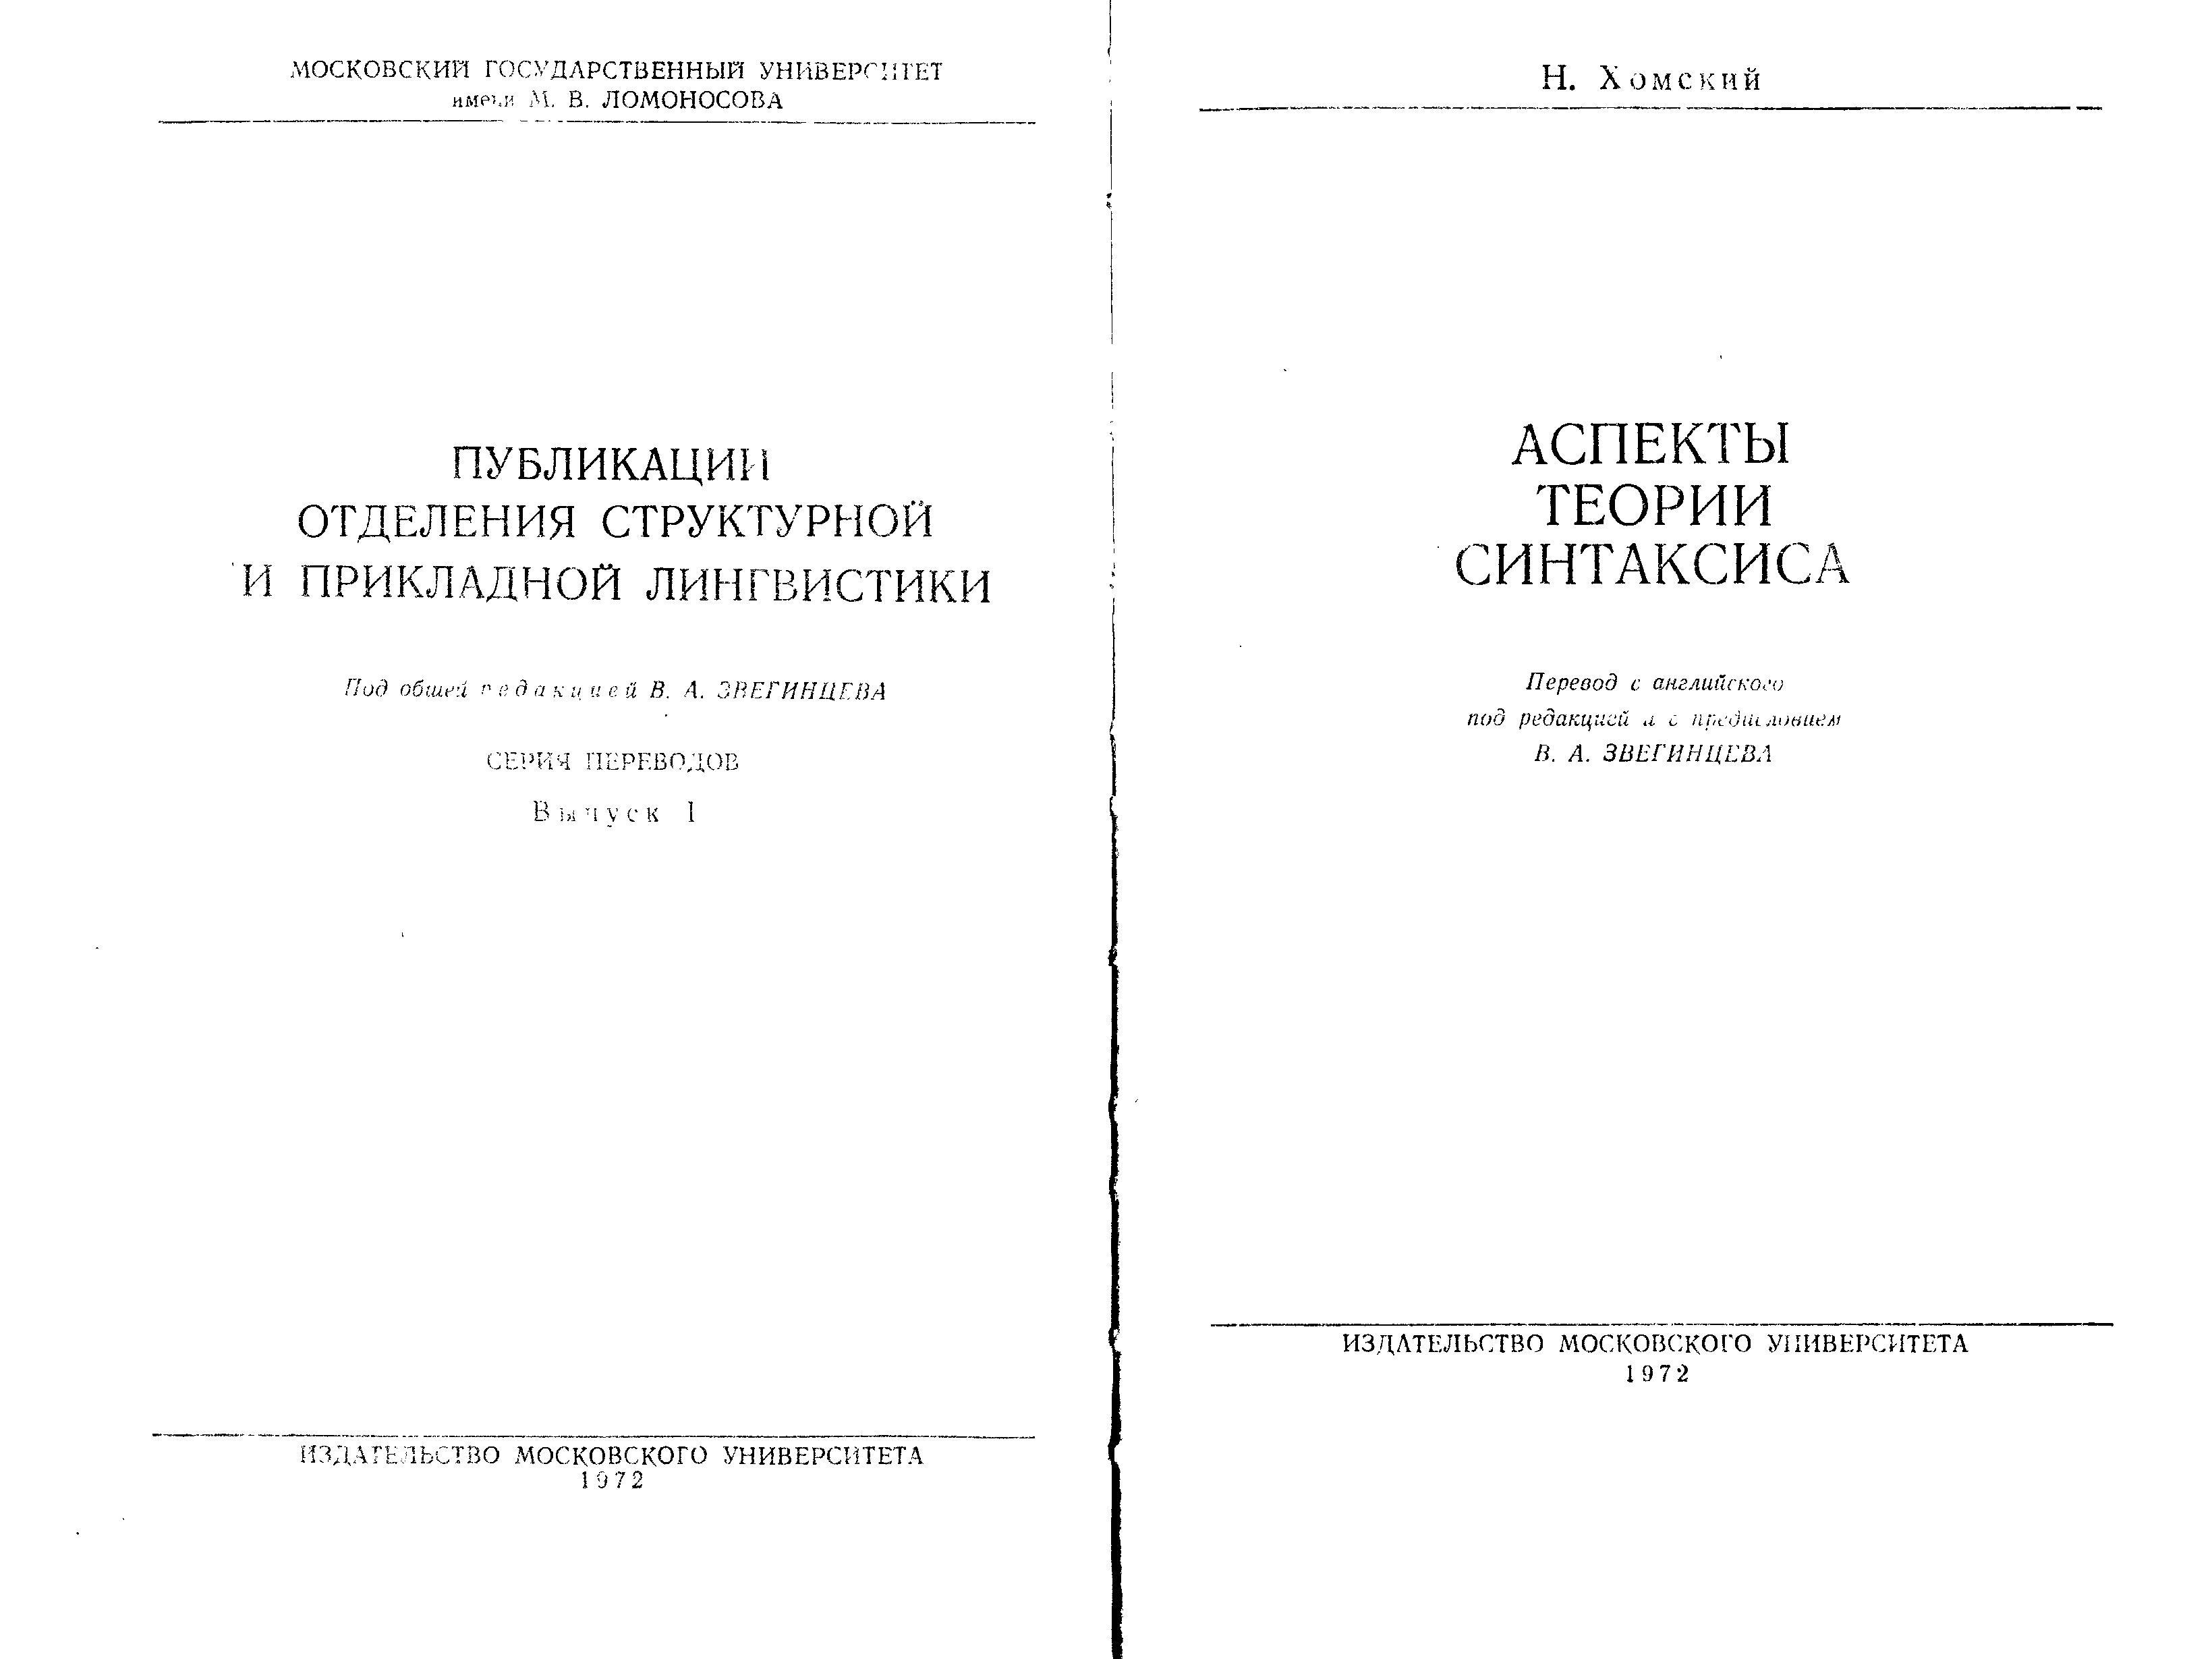 МОСКОВСКИЙ ГОСУДАРСТВЕННЫЙ УНИВЕРСИТЕТ
имени М. В. ЛОМОНОСОВА
ПУБЛИКАЦИИ
ОТДЕЛЕНИЯ СТРУКТУРНОЙ
И ПРИКЛАДНОЙ ЛИНГВИСТИКИ
Под общей редакцией В. А. ЗВЕГИНЦЕВА
СЕРИЯ ПЕРЕВОДОВ
Выпуск I
ИЗДАТЕЛЬСТВО МОСКОВСКОГО УНИВЕРСИТЕТА
1972
Н. Хомский
АСПЕКТЫ
ТЕОРИИ
СИНТАКСИСА
Перевод с английского
под редакцией и с предисловием
В. А. ЗВЕГИНЦЕВА
ИЗДАТЕЛЬСТВО МОСКОВСКОГО УНИВЕРСИТЕТА
1972